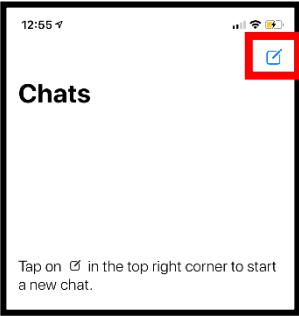 12:55
Chats
Tap on in the top right corner to start
a new chat.